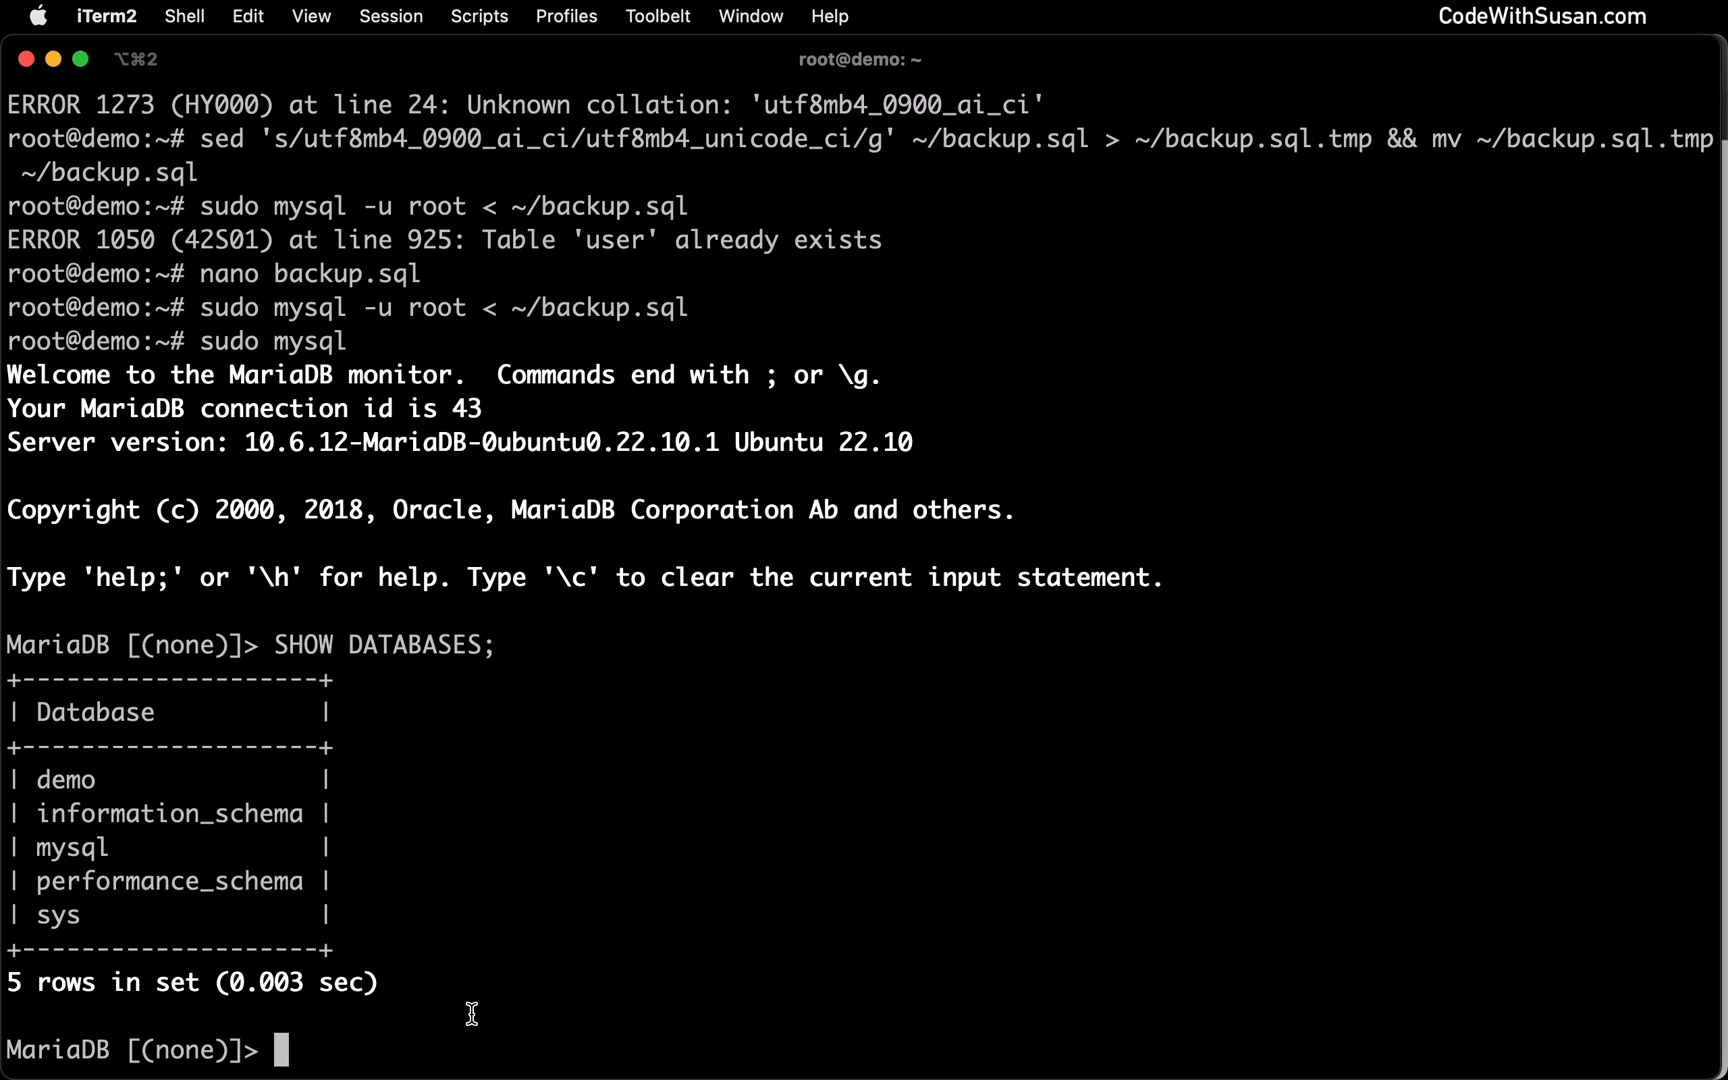 iTerm2 Shell Edit View Session Scripts Profiles Toolbelt Window Help CodeWithSusan.com
⌥⌘2 root@demo: ~
ERROR 1273 (HY000) at line 24: Unknown collation: 'utf8mb4_0900_ai_ci'
root@demo:~# sed 's/utf8mb4_0900_ai_ci/utf8mb4_unicode_ci/g' ~/backup.sql > ~/backup.sql.tmp && mv ~/backup.sql.tmp
~/backup.sql
root@demo:~# sudo mysql -u root < ~/backup.sql
ERROR 1050 (42S01) at line 925: Table 'user' already exists
root@demo:~# nano backup.sql
root@demo:~# sudo mysql -u root < ~/backup.sql
root@demo:~# sudo mysql
Welcome to the MariaDB monitor.  Commands end with ; or \g.
Your MariaDB connection id is 43
Server version: 10.6.12-MariaDB-0ubuntu0.22.10.1 Ubuntu 22.10
Copyright (c) 2000, 2018, Oracle, MariaDB Corporation Ab and others.
Type 'help;' or '\h' for help. Type '\c' to clear the current input statement.
MariaDB [(none)]> SHOW DATABASES;
+--------------------+
| Database           |
+--------------------+
| demo               |
| information_schema |
| mysql              |
| performance_schema |
| sys                |
+--------------------+
5 rows in set (0.003 sec)
MariaDB [(none)]>